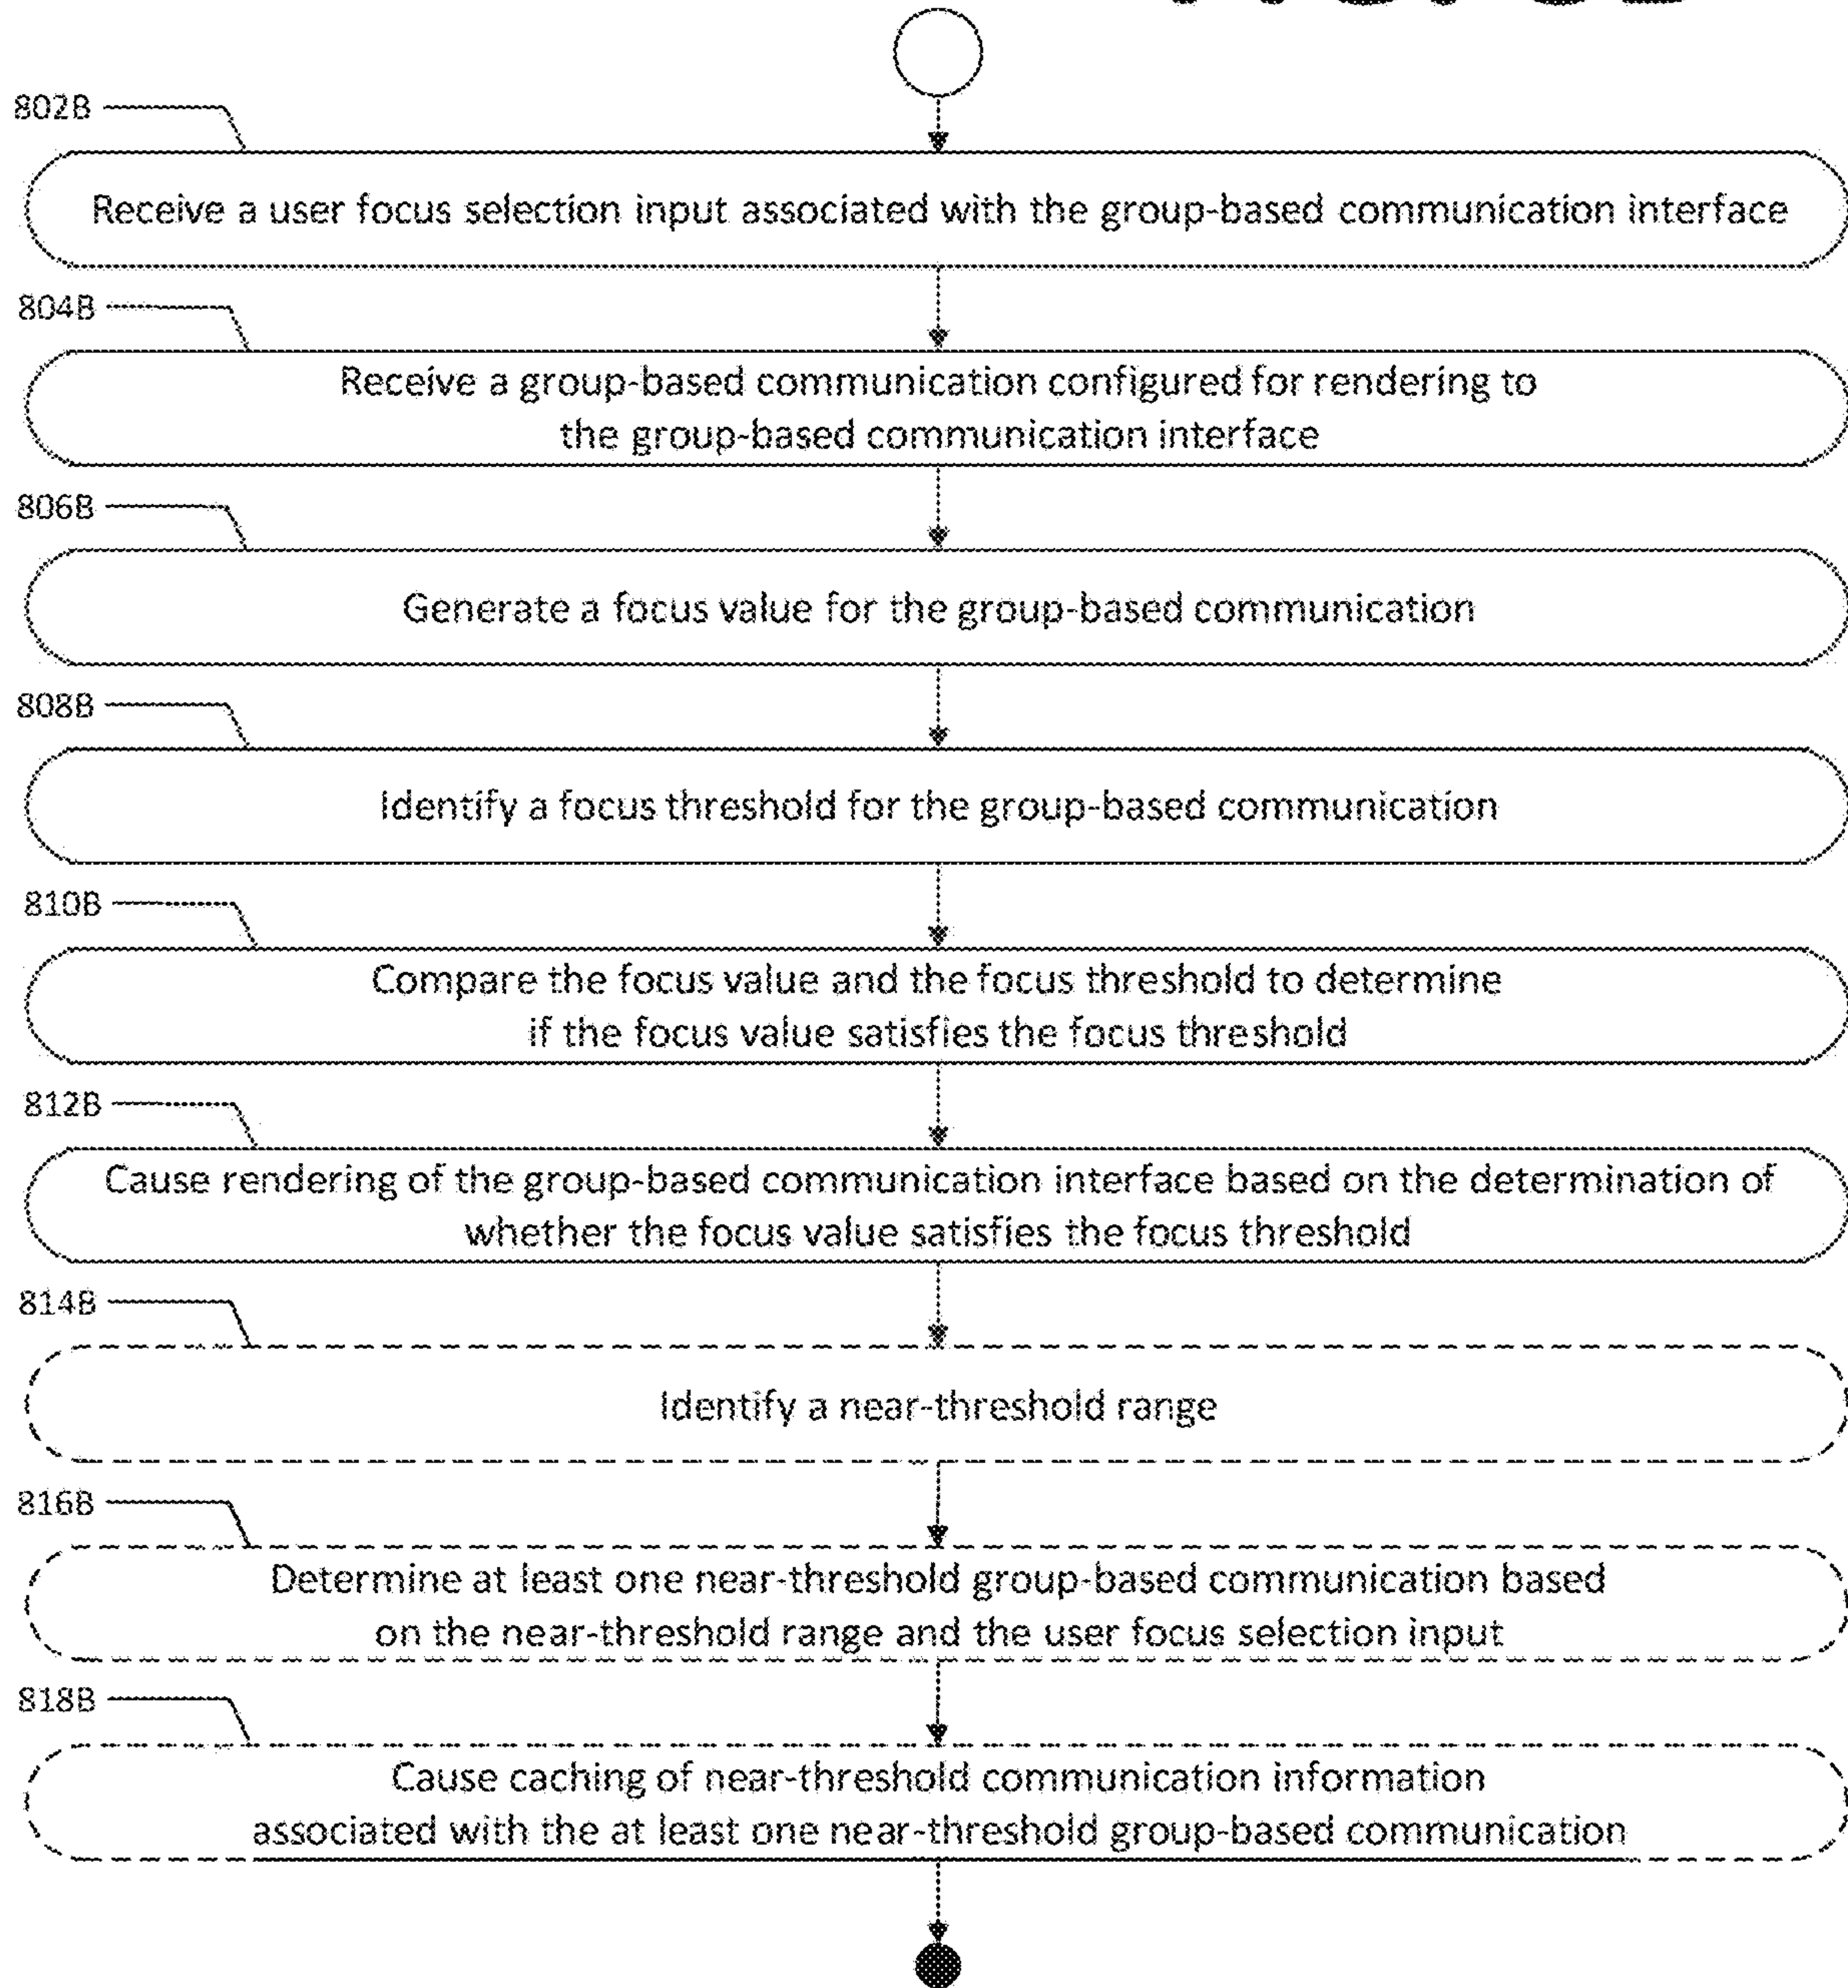 802B
Receive a user focus selection input associated with the group-based communication interface
804B
Receive a group-based communication configured for rendering to
the group-based communication interface
806B
Generate a focus value for the group-based communication
808B
Identify a focus threshold for the group-based communication
810B
Compare the focus value and the focus threshold to determine
if the focus value satisfies the focus threshold
812B
Cause rendering of the group-based communication interface based on the determination of
whether the focus value satisfies the focus threshold
814B
Identify a near-threshold range
816B
Determine at least one near-threshold group-based communication based
on the near-threshold range and the user focus selection input
818B
Cause caching of near-threshold communication information
associated with the at least one near-threshold group-based communication